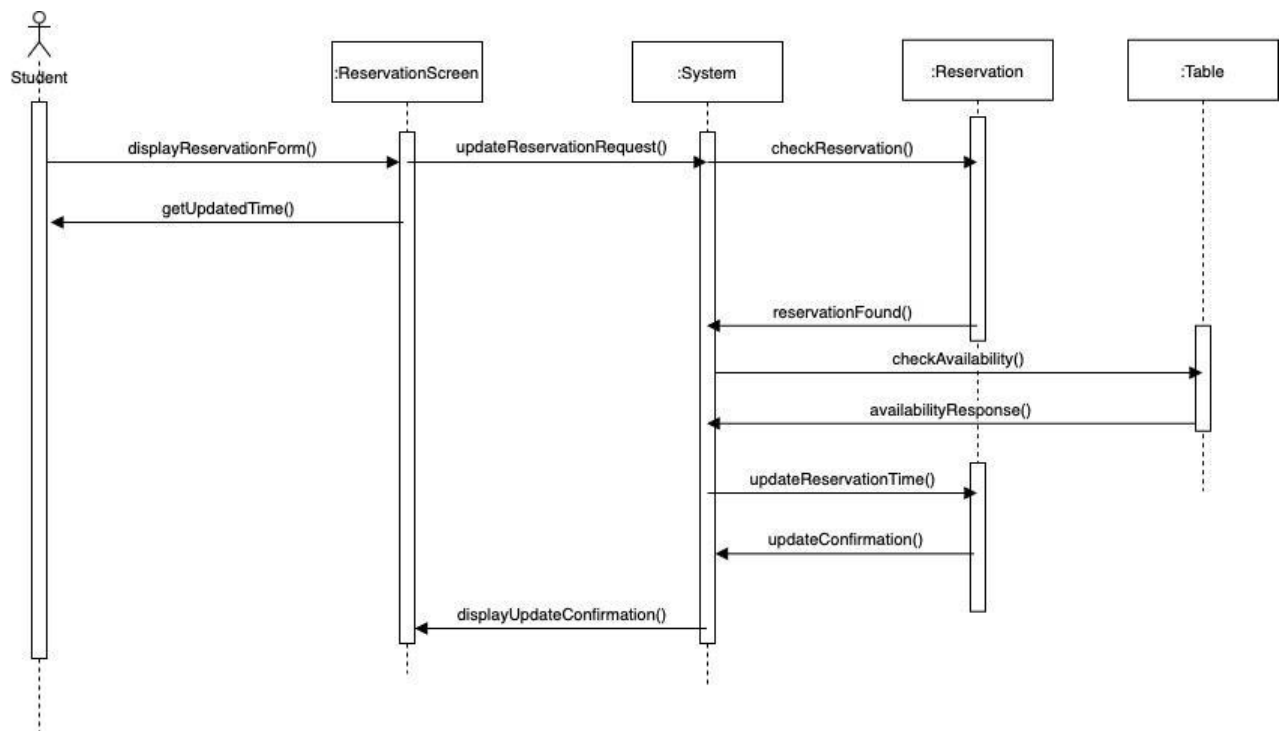 Student
:ReservationScreen
:System
:Reservation
:Table
displayReservationForm()
updateReservationRequest()
checkReservation()
getUpdatedTime()
reservationFound()
checkAvailability()
availabilityResponse()
updateReservationTime()
updateConfirmation()
displayUpdateConfirmation()